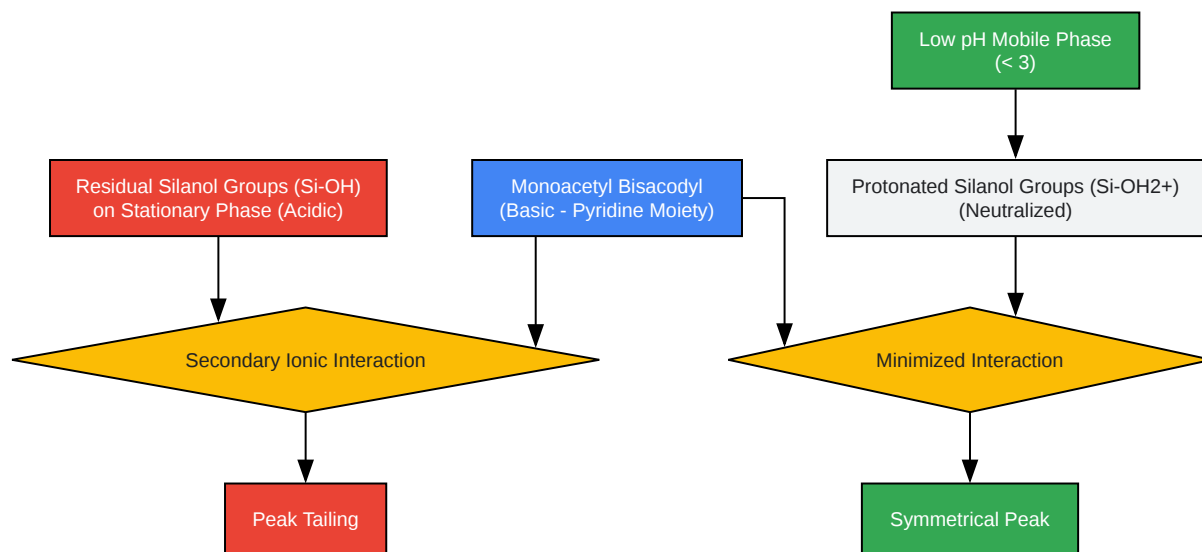 Low pH Mobile Phase
(< 3)
Residual Silanol Groups (Si-OH)
on Stationary Phase (Acidic)
Monoacetyl Bisacodyl
(Basic - Pyridine Moiety)
Protonated Silanol Groups (Si-OH2+)
(Neutralized)
Secondary Ionic Interaction
Minimized Interaction
Peak Tailing
Symmetrical Peak